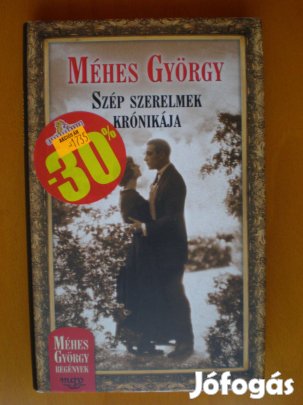 MÉHES GYÖRGY
SZÉP SZERELMEK
KRÓNIKÁJA
-30%
MÉHES
GYÖRGY
REGÉNYEK
Jófogás